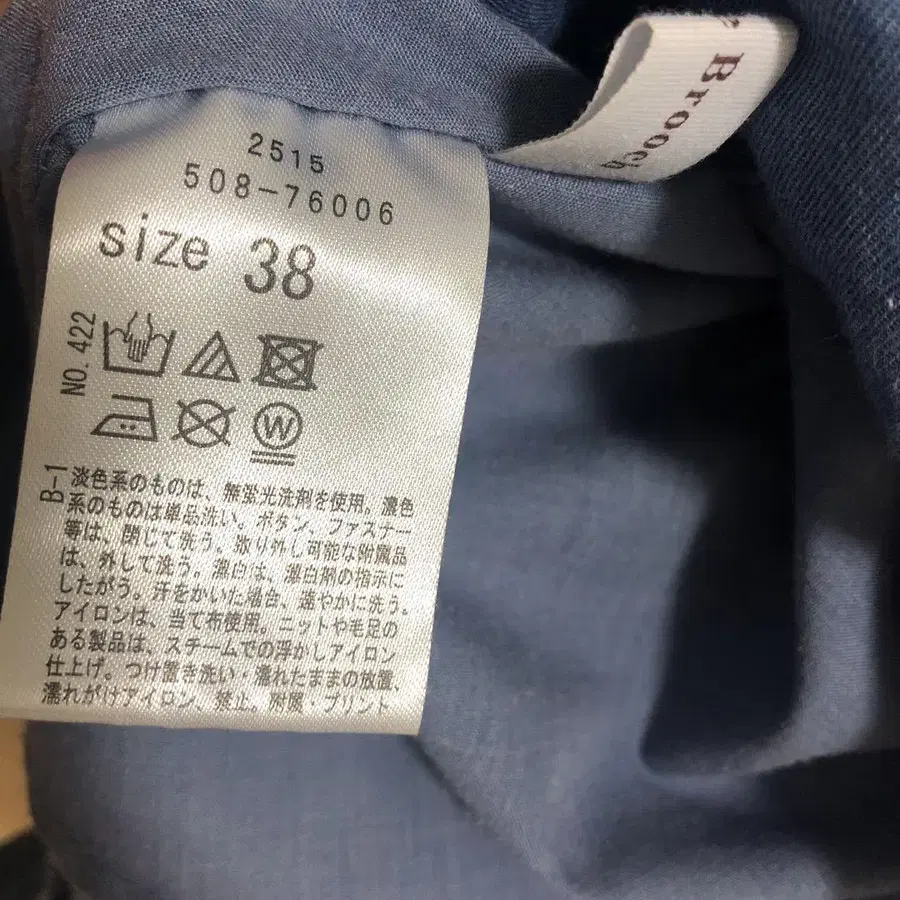 Brooch
2515
508-76006
size 38
NO. 422
W
B-1
淡色系のものは、無蛍光洗剤を使用。濃色
系のものは単品洗い。ボタン、ファスナー
等は、閉じて洗う。取り外し可能な附属品
は、外して洗う。漂白は、漂白剤の指示に
したがう。汗をかいた場合、速やかに洗う。
アイロンは、当て布使用。ニットや毛足の
ある製品は、スチームでの浮かしアイロン
仕上げ。つけ置き洗い・濡れたままの放置、
濡れがけアイロン、禁止。附属・プリント